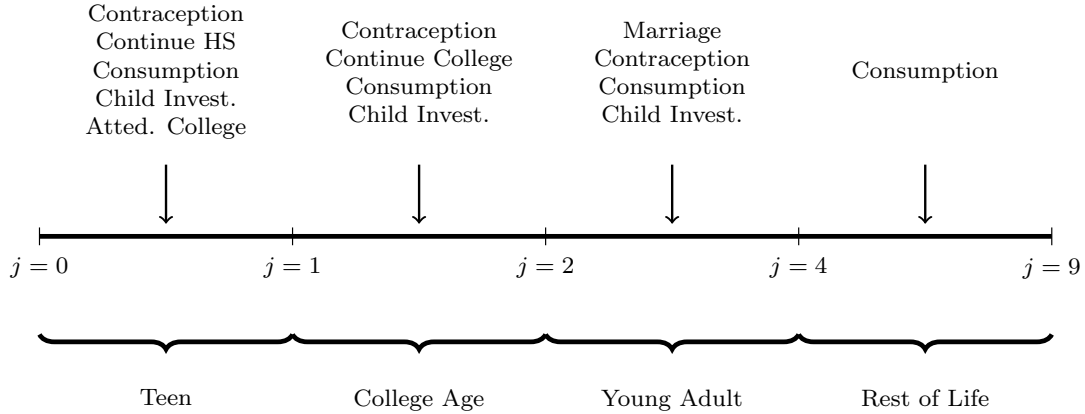 Contraception
Continue HS
Consumption
Child Invest.
Atted. College
Contraception
Continue College
Consumption
Child Invest.
Marriage
Contraception
Consumption
Child Invest.
Consumption
j = 0
j = 1
j = 2
j = 4
j = 9
Teen
College Age
Young Adult
Rest of Life